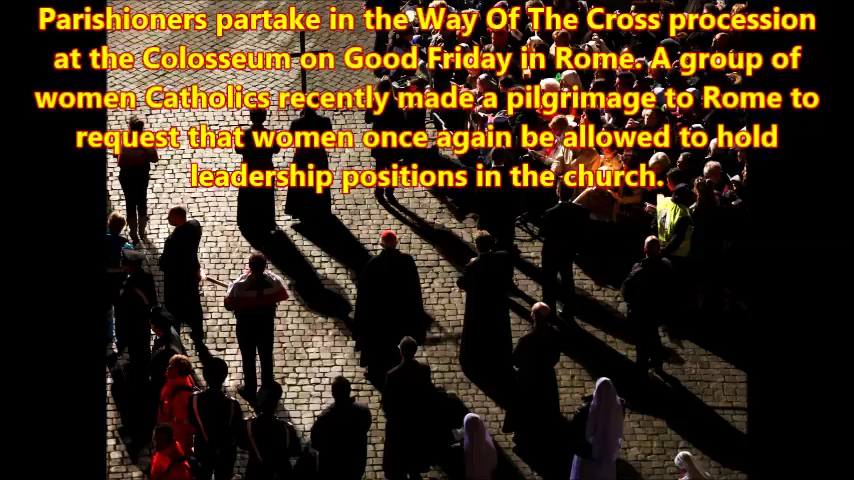 Parishioners partake in the Way Of The Cross procession
at the Colosseum on Good Friday in Rome. A group of
women Catholics recently made a pilgrimage to Rome to
request that women once again be allowed to hold
leadership positions in the church.